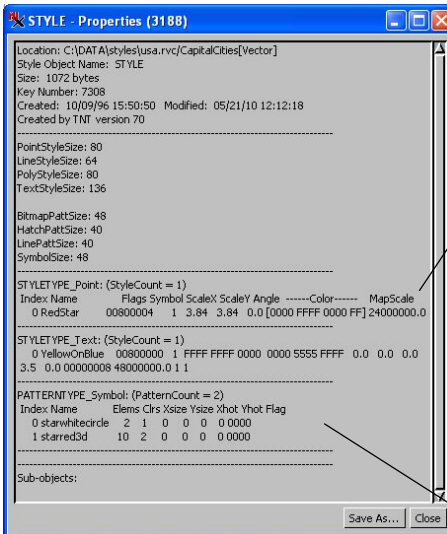 STYLE - Properties (3188)
Location: C:\DATA\styles\usa.rvc/CapitalCities[Vector]
Style Object Name:  STYLE
Size:  1072 bytes
Key Number: 7308
Created:  10/09/96 15:50:50   Modified:  05/21/10 12:12:18
Created by TNT version 70
------------------------------------------------------------
PointStyleSize: 80
LineStyleSize: 64
PolyStyleSize: 80
TextStyleSize: 136
BitmapPattSize: 48
HatchPattSize: 40
LinePattSize: 40
SymbolSize: 48
------------------------------------------------------------
STYLETYPE_Point: (StyleCount = 1)
Index Name Flags Symbol ScaleX ScaleY Angle ------Color------ MapScale
0 RedStar 00800004 1 3.84 3.84 0.0 [0000 FFFF 0000 FF] 24000000.0
------------------------------------------------------------
STYLETYPE_Text: (StyleCount = 1)
0 YellowOnBlue 00800000 1 FFFF FFFF 0000 0000 5555 FFFF 0.0 0.0 0.0
3.5 0.0 00000008 48000000.0 1 1
------------------------------------------------------------
PATTERNTYPE_Symbol: (PatternCount = 2)
Index Name Elems Clrs Xsize Ysize Xhot Yhot Flag
0 starwhitecircle 2 1 0 0 0 0 0000
1 starred3d 10 2 0 0 0 0 0000
------------------------------------------------------------
------------------------------------------------------------
Sub-objects:
Save As... Close